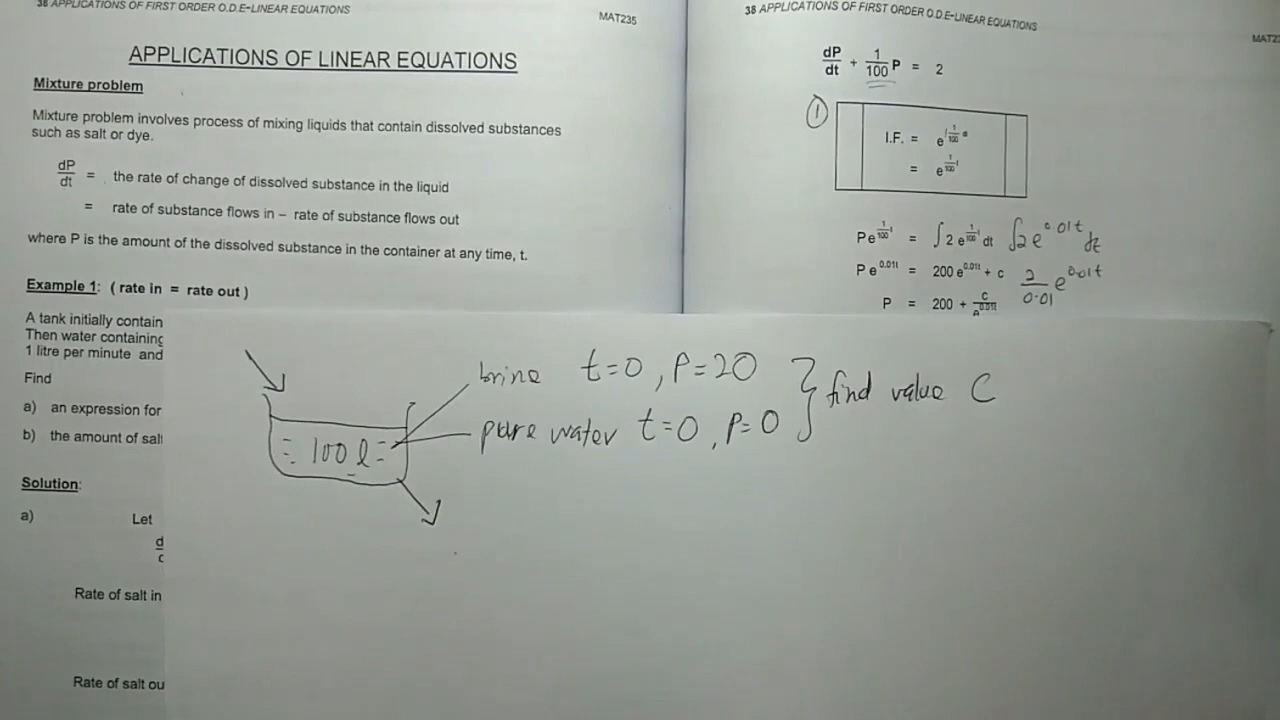 38 APPLICATIONS OF FIRST ORDER O.D.E-LINEAR EQUATIONS
MAT235
APPLICATIONS OF LINEAR EQUATIONS
Mixture problem
Mixture problem involves process of mixing liquids that contain dissolved substances
such as salt or dye.
dP/dt = the rate of change of dissolved substance in the liquid
= rate of substance flows in – rate of substance flows out
where P is the amount of the dissolved substance in the container at any time, t.
Example 1: ( rate in = rate out )
A tank initially contain
Then water containing
1 litre per minute and
Find
a) an expression for
b) the amount of salt
Solution:
a) Let
d
Rate of salt in
Rate of salt ou
38 APPLICATIONS OF FIRST ORDER O.D.E-LINEAR EQUATIONS
dP/dt + 1/100 P = 2
①
I.F. =
= e^(1/100 t)
Pe^(1/100 t) = ∫ 2 e^(1/100 t) dt ∫2e^0.01t dt
Pe^0.01t = 200 e^0.01t + c 2/0.01 e^0.01t
P = 200 + c/e^0.01t
brine t=0, P=20
} find value C
pure water t=0, P=0
100 l